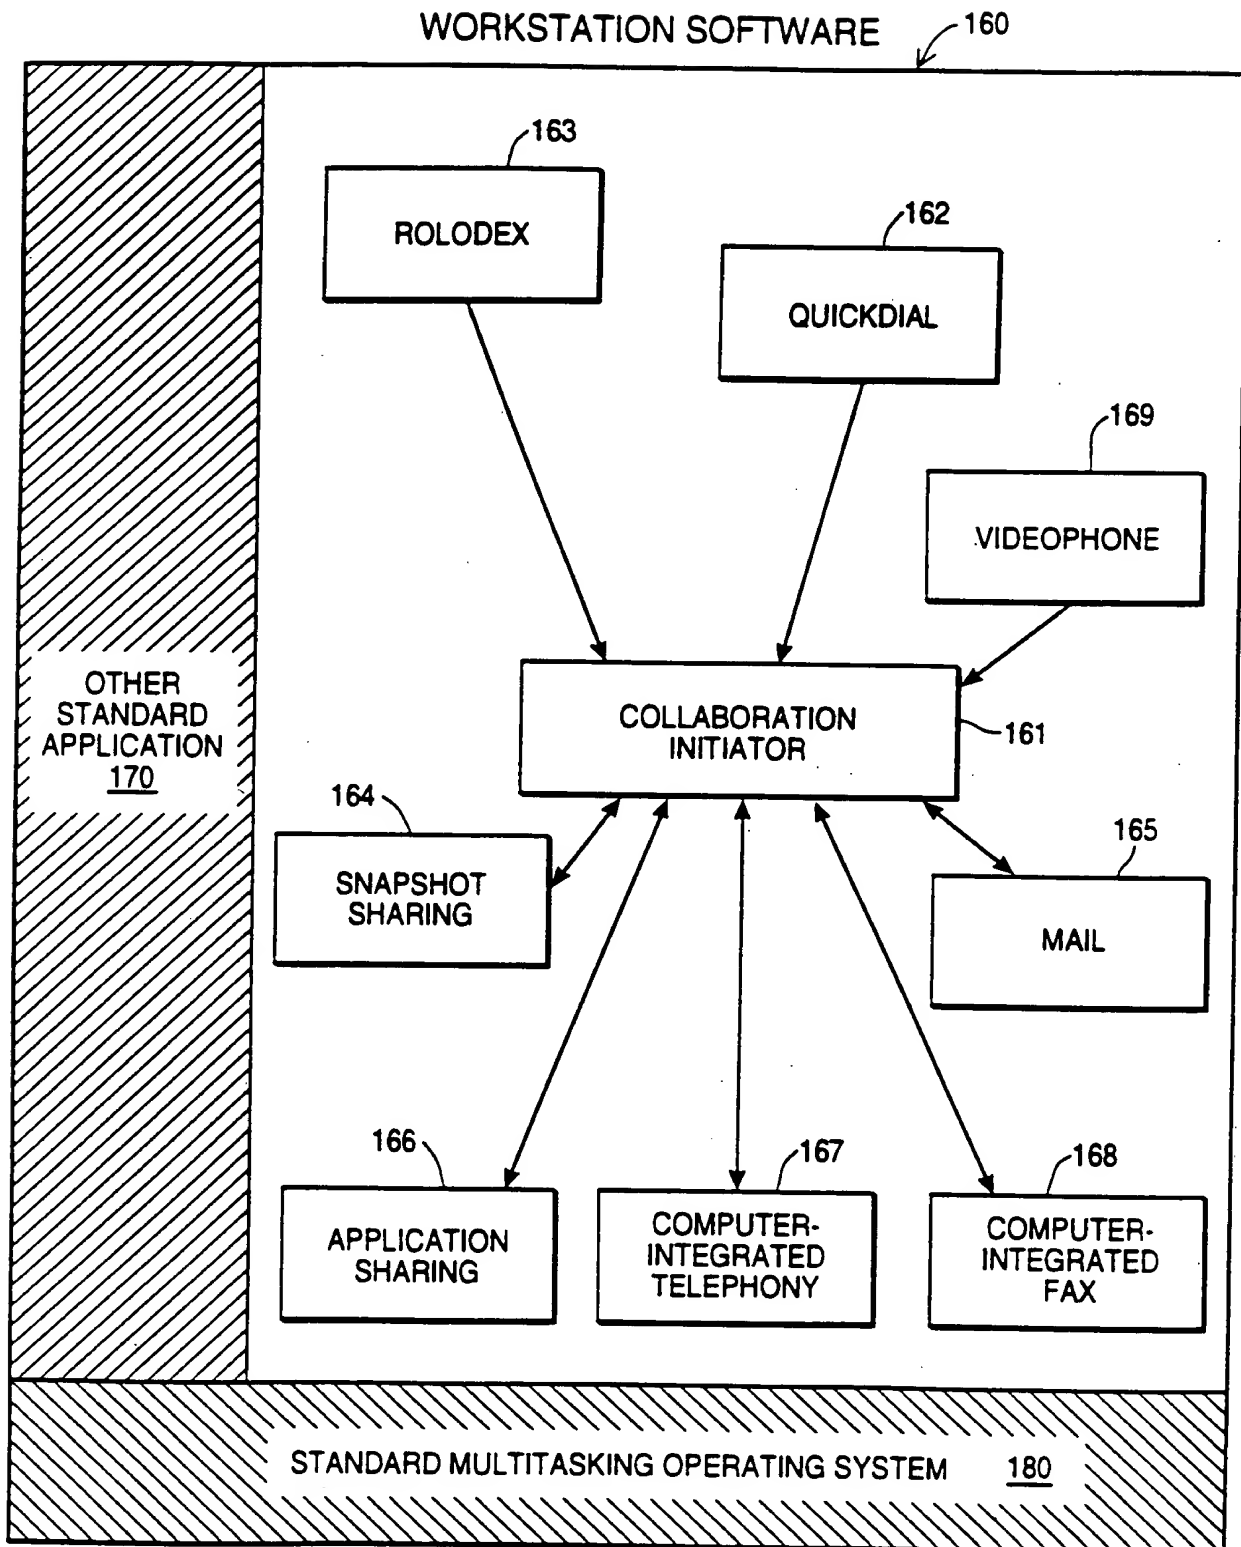 WORKSTATION SOFTWARE
160
163
ROLODEX
162
QUICKDIAL
169
VIDEOPHONE
COLLABORATION
INITIATOR
161
OTHER
STANDARD
APPLICATION
170
164
SNAPSHOT
SHARING
165
MAIL
166
APPLICATION
SHARING
167
COMPUTER-
INTEGRATED
TELEPHONY
168
COMPUTER-
INTEGRATED
FAX
STANDARD MULTITASKING OPERATING SYSTEM 180